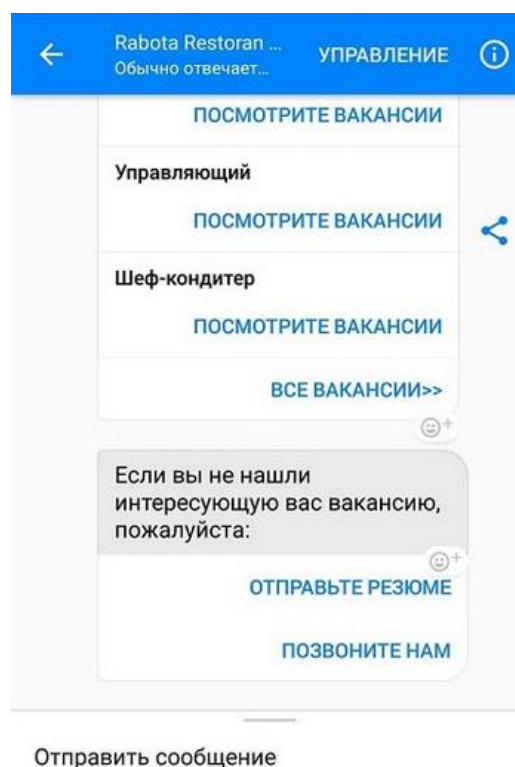 Rabota Restoran ...
Обычно отвечает...
УПРАВЛЕНИЕ
ПОСМОТРИТЕ ВАКАНСИИ
Управляющий
ПОСМОТРИТЕ ВАКАНСИИ
Шеф-кондитер
ПОСМОТРИТЕ ВАКАНСИИ
ВСЕ ВАКАНСИИ>>
Если вы не нашли
интересующую вас вакансию,
пожалуйста:
ОТПРАВЬТЕ РЕЗЮМЕ
ПОЗВОНИТЕ НАМ
Отправить сообщение